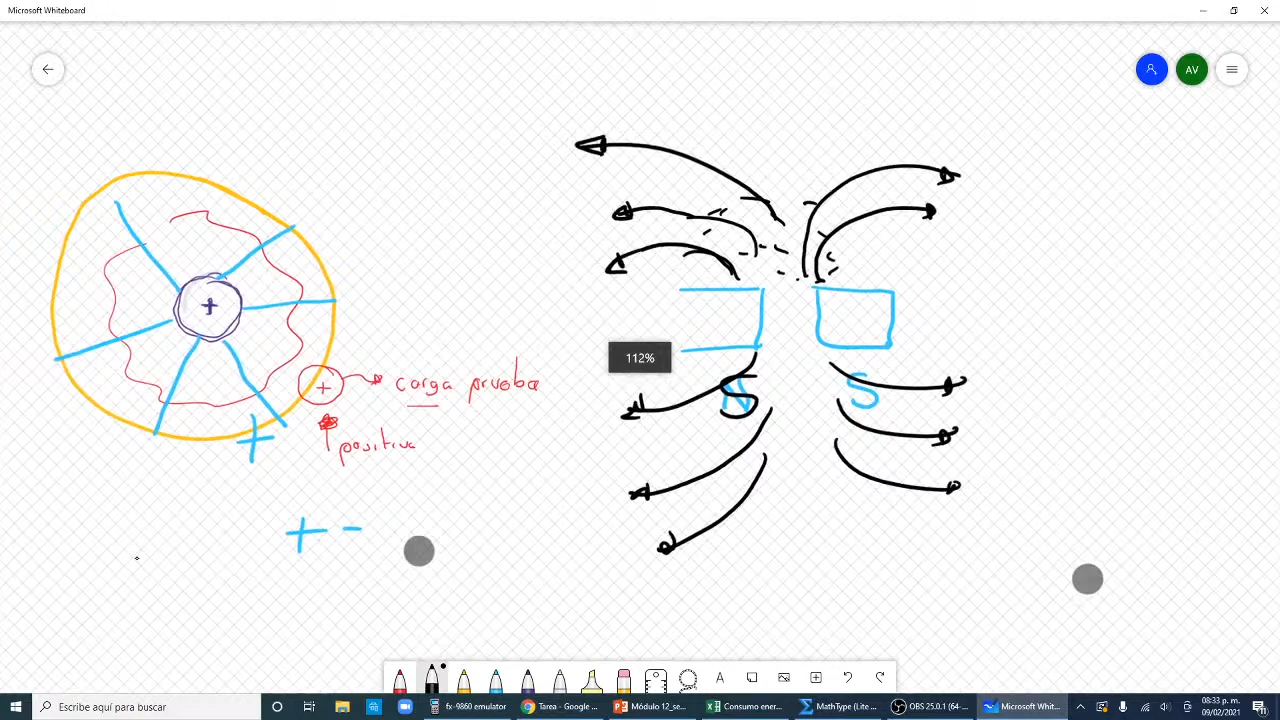 Microsoft Whiteboard
AV
+
112%
+
carga prueba
N
S
S
+
positiva
+ -
A
Escribe aquí para buscar
fx-9860 emulator
Tarea - Google ...
Módulo 12_se...
Consumo ener...
MathType (Lite ...
OBS 25.0.1 (64-...
Microsoft Whit...
08:33 p. m.
09/02/2021